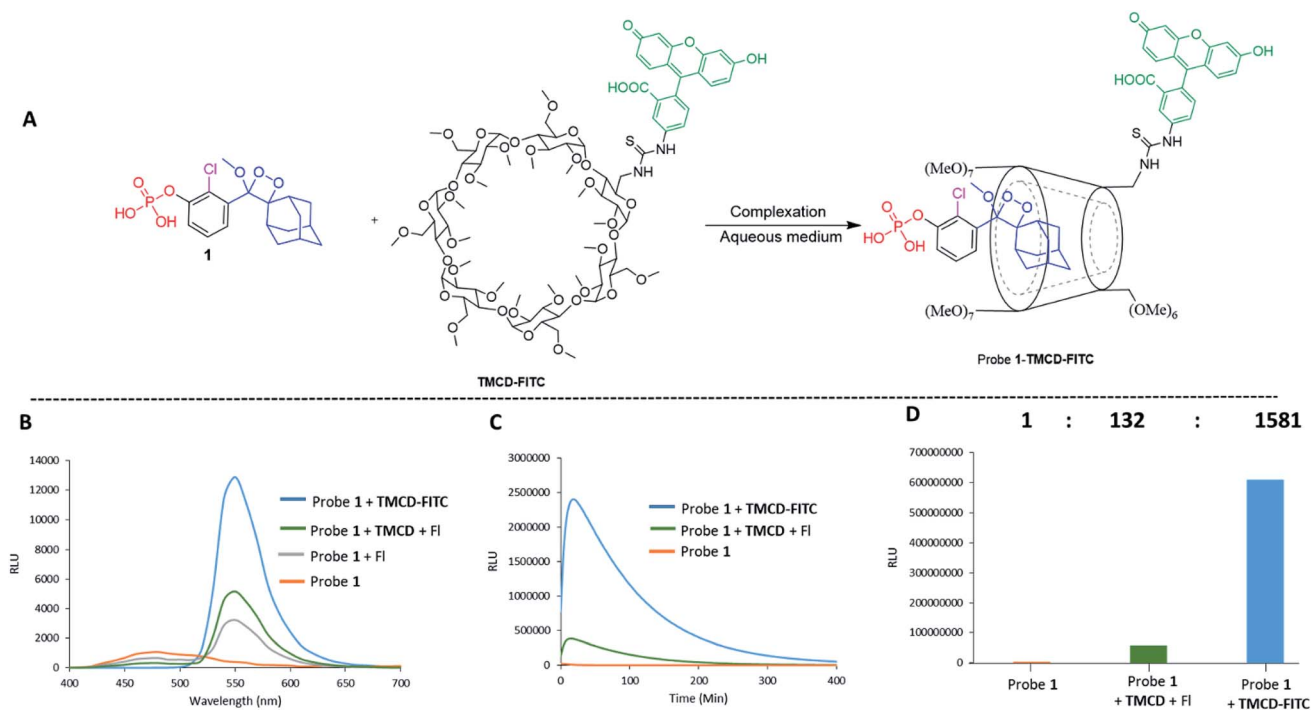 A
O
O
OH
HOOC
S
NH
NH
O
P
O
HO
OH
Cl
O
O
O
1
+
TMCD-FITC
Complexation
Aqueous medium
O
O
OH
HOOC
S
NH
NH
(MeO)7
O
P
O
HO
OH
Cl
O
O
O
(MeO)7
(OMe)6
Probe 1-TMCD-FITC
B
RLU
14000
12000
10000
8000
6000
4000
2000
0
400 450 500 550 600 650 700
Wavelength (nm)
Probe 1 + TMCD-FITC
Probe 1 + TMCD + Fl
Probe 1 + Fl
Probe 1
C
RLU
3000000
2500000
2000000
1500000
1000000
500000
0
0 100 200 300 400
Time (Min)
Probe 1 + TMCD-FITC
Probe 1 + TMCD + Fl
Probe 1
D
1 : 132 : 1581
RLU
700000000
600000000
500000000
400000000
300000000
200000000
100000000
0
Probe 1
Probe 1
+ TMCD + Fl
Probe 1
+ TMCD-FITC